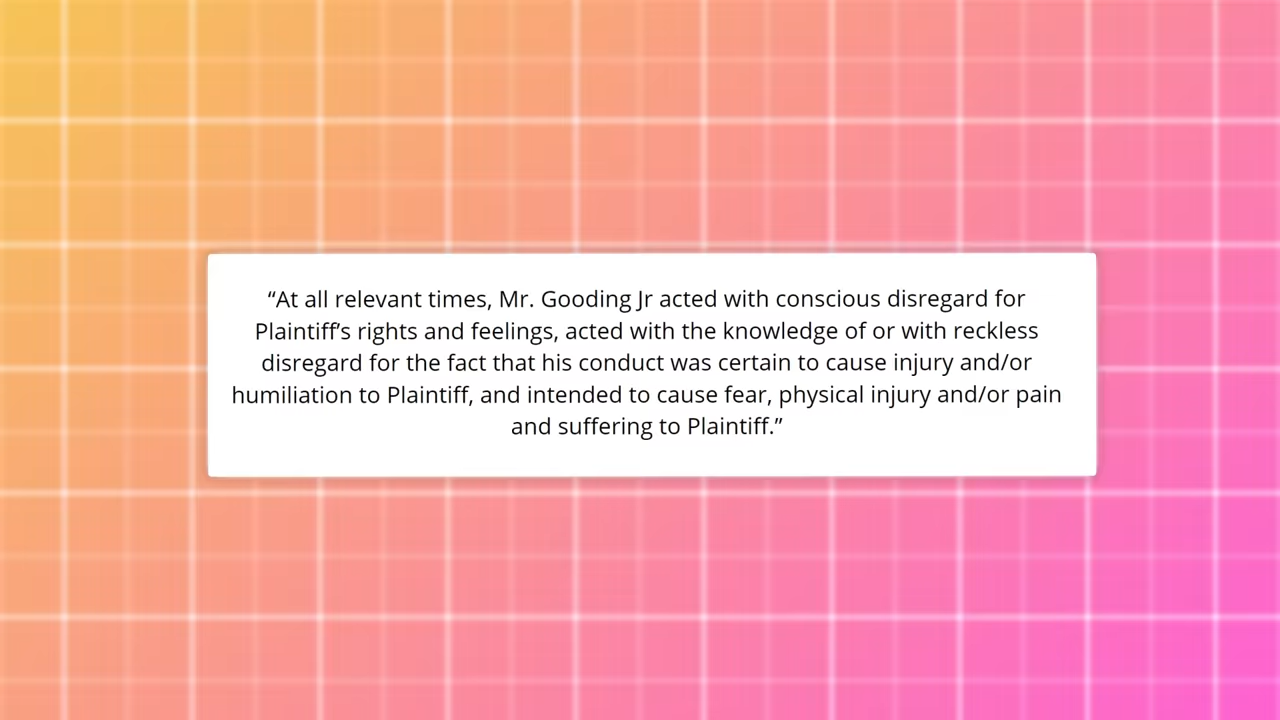 “At all relevant times, Mr. Gooding Jr acted with conscious disregard for
Plaintiff’s rights and feelings, acted with the knowledge of or with reckless
disregard for the fact that his conduct was certain to cause injury and/or
humiliation to Plaintiff, and intended to cause fear, physical injury and/or pain
and suffering to Plaintiff.”